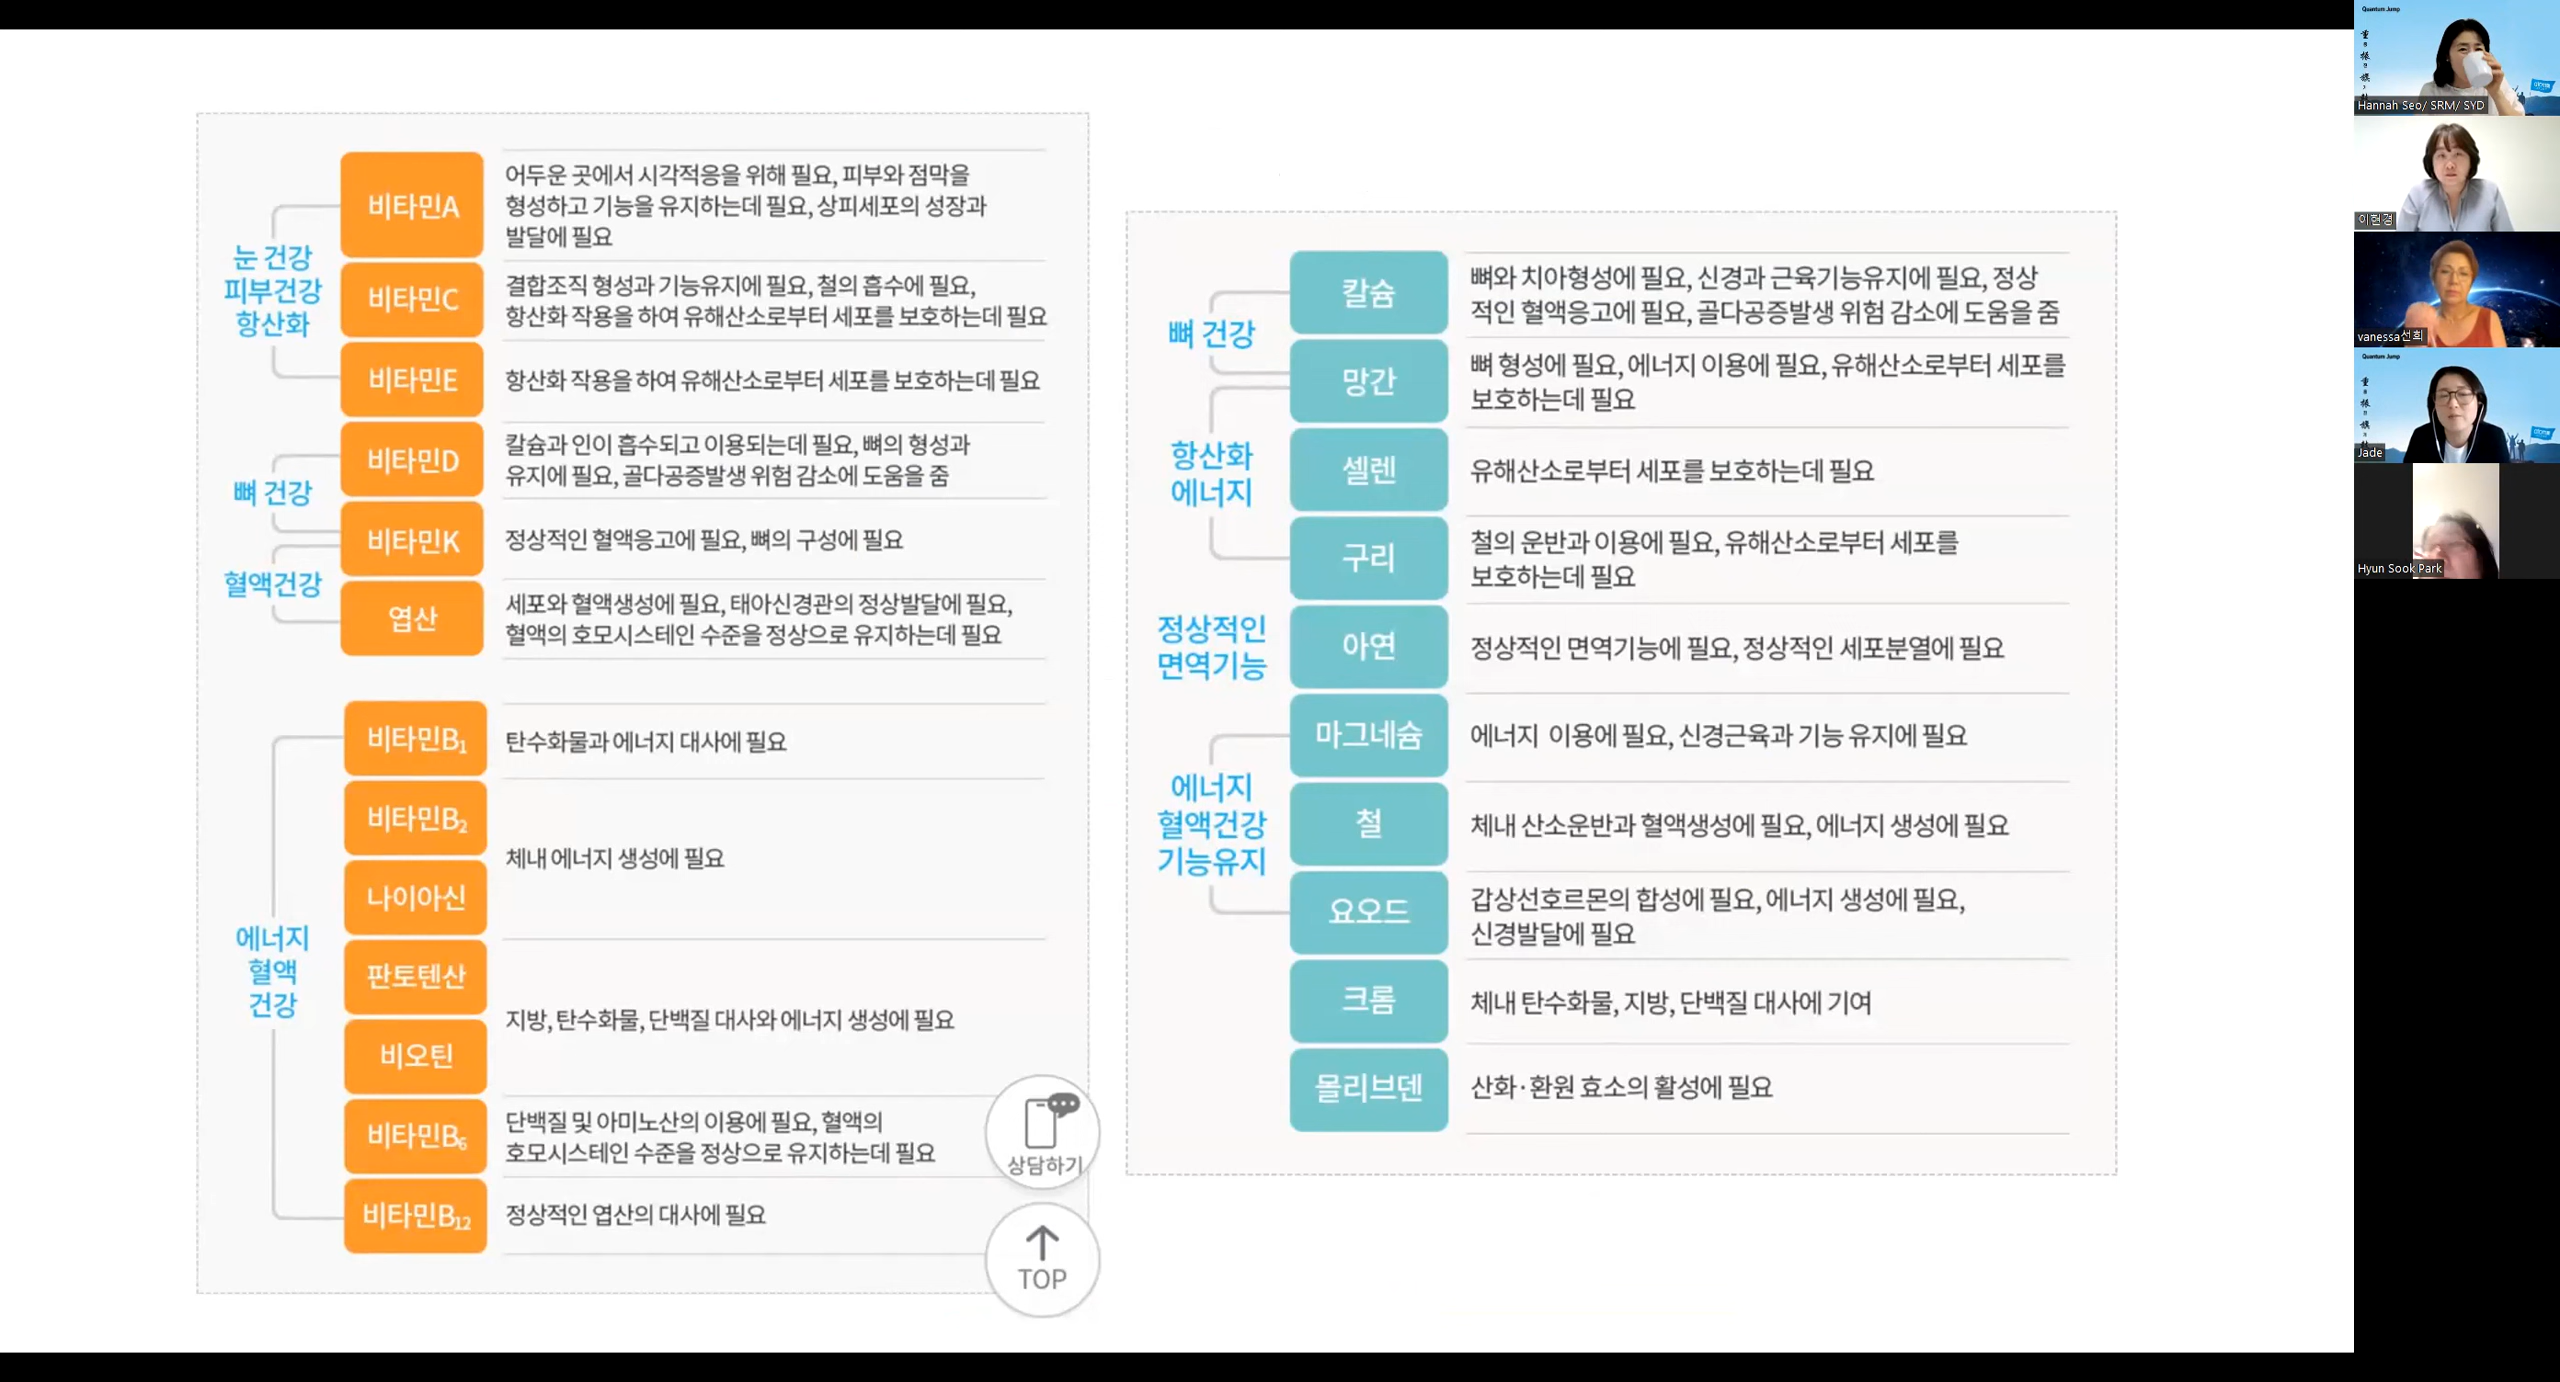 눈 건강
피부건강
항산화
비타민A
어두운 곳에서 시각적응을 위해 필요, 피부와 점막을
형성하고 기능을 유지하는데 필요, 상피세포의 성장과
발달에 필요
비타민C
결합조직 형성과 기능유지에 필요, 철의 흡수에 필요,
항산화 작용을 하여 유해산소로부터 세포를 보호하는데 필요
비타민E
항산화 작용을 하여 유해산소로부터 세포를 보호하는데 필요
뼈 건강
비타민D
칼슘과 인이 흡수되고 이용되는데 필요, 뼈의 형성과
유지에 필요, 골다공증발생 위험 감소에 도움을 줌
비타민K
정상적인 혈액응고에 필요, 뼈의 구성에 필요
혈액건강
엽산
세포와 혈액생성에 필요, 태아신경관의 정상발달에 필요,
혈액의 호모시스테인 수준을 정상으로 유지하는데 필요
에너지
혈액
건강
비타민B1
탄수화물과 에너지 대사에 필요
비타민B2
나이아신
체내 에너지 생성에 필요
판토텐산
비오틴
지방, 탄수화물, 단백질 대사와 에너지 생성에 필요
비타민B6
단백질 및 아미노산의 이용에 필요, 혈액의
호모시스테인 수준을 정상으로 유지하는데 필요
비타민B12
정상적인 엽산의 대사에 필요
상담하기
TOP
뼈 건강
칼슘
뼈와 치아형성에 필요, 신경과 근육기능유지에 필요, 정상
적인 혈액응고에 필요, 골다공증발생 위험 감소에 도움을 줌
망간
뼈 형성에 필요, 에너지 이용에 필요, 유해산소로부터 세포를
보호하는데 필요
항산화
에너지
셀렌
유해산소로부터 세포를 보호하는데 필요
구리
철의 운반과 이용에 필요, 유해산소로부터 세포를
보호하는데 필요
정상적인
면역기능
아연
정상적인 면역기능에 필요, 정상적인 세포분열에 필요
에너지
혈액건강
기능유지
마그네슘
에너지 이용에 필요, 신경근육과 기능 유지에 필요
철
체내 산소운반과 혈액생성에 필요, 에너지 생성에 필요
요오드
갑상선호르몬의 합성에 필요, 에너지 생성에 필요,
신경발달에 필요
크롬
체내 탄수화물, 지방, 단백질 대사에 기여
몰리브덴
산화·환원 효소의 활성에 필요
Quantum Jump
Hannah Seo/ SRM/ SYD
이현경
vanessa선희
Quantum Jump
Jade
Hyun Sook Park